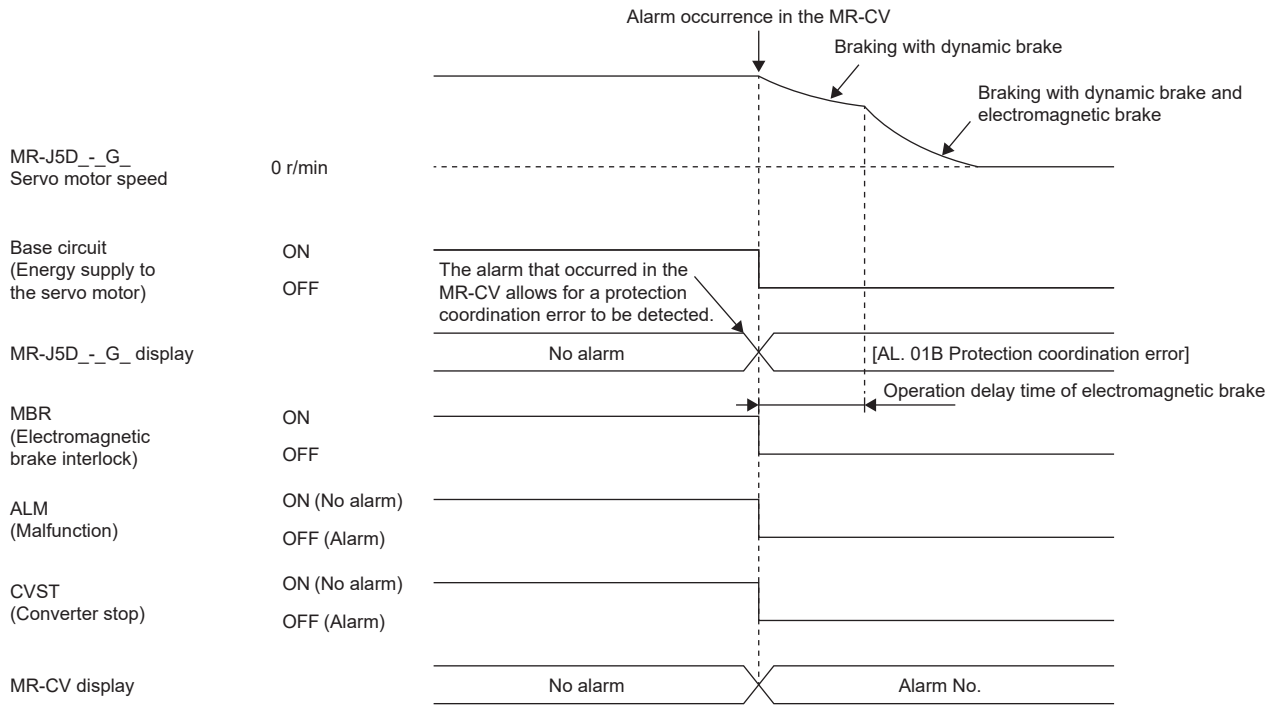 Alarm occurrence in the MR-CV
Braking with dynamic brake
Braking with dynamic brake and
electromagnetic brake
MR-J5D_-_G_
Servo motor speed
0 r/min
Base circuit
(Energy supply to
the servo motor)
ON
OFF
The alarm that occurred in the
MR-CV allows for a protection
coordination error to be detected.
MR-J5D_-_G_ display
No alarm
[AL. 01B Protection coordination error]
Operation delay time of electromagnetic brake
MBR
(Electromagnetic
brake interlock)
ON
OFF
ALM
(Malfunction)
ON (No alarm)
OFF (Alarm)
CVST
(Converter stop)
ON (No alarm)
OFF (Alarm)
MR-CV display
No alarm
Alarm No.